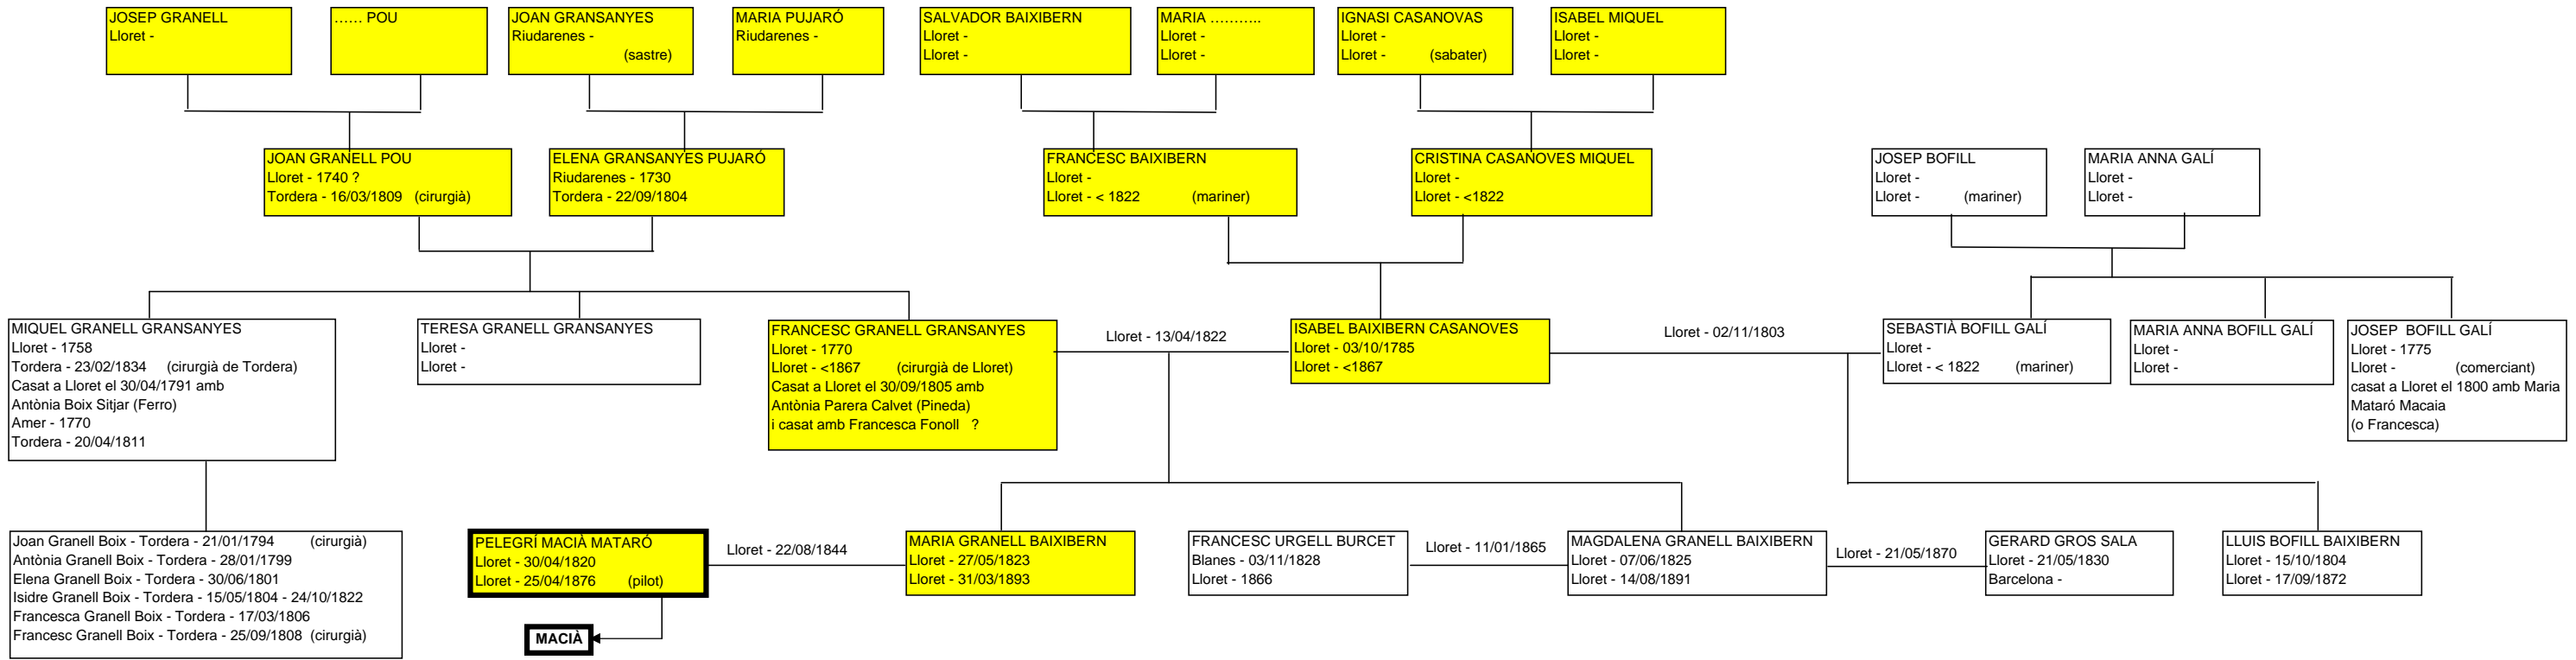 JOSEP GRANELL
Lloret -
…… POU
JOAN GRANSANYES
Riudarenes -
(sastre)
MARIA PUJARÓ
Riudarenes -
SALVADOR BAIXIBERN
Lloret -
Lloret -
MARIA ………..
Lloret -
Lloret -
IGNASI CASANOVAS
Lloret -
Lloret - (sabater)
ISABEL MIQUEL
Lloret -
Lloret -
JOAN GRANELL POU
Lloret - 1740 ?
Tordera - 16/03/1809 (cirurgià)
ELENA GRANSANYES PUJARÓ
Riudarenes - 1730
Tordera - 22/09/1804
FRANCESC BAIXIBERN
Lloret -
Lloret - < 1822 (mariner)
CRISTINA CASANOVES MIQUEL
Lloret -
Lloret - <1822
JOSEP BOFILL
Lloret -
Lloret - (mariner)
MARIA ANNA GALÍ
Lloret -
Lloret -
MIQUEL GRANELL GRANSANYES
Lloret - 1758
Tordera - 23/02/1834 (cirurgià de Tordera)
Casat a Lloret el 30/04/1791 amb
Antònia Boix Sitjar (Ferro)
Amer - 1770
Tordera - 20/04/1811
TERESA GRANELL GRANSANYES
Lloret -
Lloret -
FRANCESC GRANELL GRANSANYES
Lloret - 1770
Lloret - <1867 (cirurgià de Lloret)
Casat a Lloret el 30/09/1805 amb
Antònia Parera Calvet (Pineda)
i casat amb Francesca Fonoll ?
Lloret - 13/04/1822
ISABEL BAIXIBERN CASANOVES
Lloret - 03/10/1785
Lloret - <1867
Lloret - 02/11/1803
SEBASTIÀ BOFILL GALÍ
Lloret -
Lloret - < 1822 (mariner)
MARIA ANNA BOFILL GALÍ
Lloret -
Lloret -
JOSEP BOFILL GALÍ
Lloret - 1775
Lloret - (comerciant)
casat a Lloret el 1800 amb Maria
Mataró Macaia
(o Francesca)
Joan Granell Boix - Tordera - 21/01/1794 (cirurgià)
Antònia Granell Boix - Tordera - 28/01/1799
Elena Granell Boix - Tordera - 30/06/1801
Isidre Granell Boix - Tordera - 15/05/1804 - 24/10/1822
Francesca Granell Boix - Tordera - 17/03/1806
Francesc Granell Boix - Tordera - 25/09/1808 (cirurgià)
PELEGRÍ MACIÀ MATARÓ
Lloret - 30/04/1820
Lloret - 25/04/1876 (pilot)
Lloret - 22/08/1844
MARIA GRANELL BAIXIBERN
Lloret - 27/05/1823
Lloret - 31/03/1893
FRANCESC URGELL BURCET
Blanes - 03/11/1828
Lloret - 1866
Lloret - 11/01/1865
MAGDALENA GRANELL BAIXIBERN
Lloret - 07/06/1825
Lloret - 14/08/1891
Lloret - 21/05/1870
GERARD GROS SALA
Lloret - 21/05/1830
Barcelona -
LLUIS BOFILL BAIXIBERN
Lloret - 15/10/1804
Lloret - 17/09/1872
MACIÀ